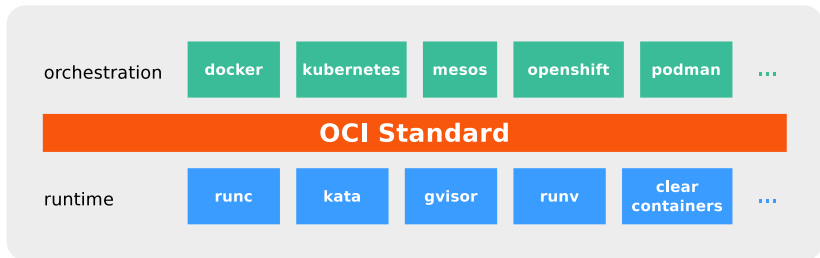 orchestration docker kubernetes mesos openshift podman ...
OCI Standard
runtime runc kata gvisor runv clear containers ...